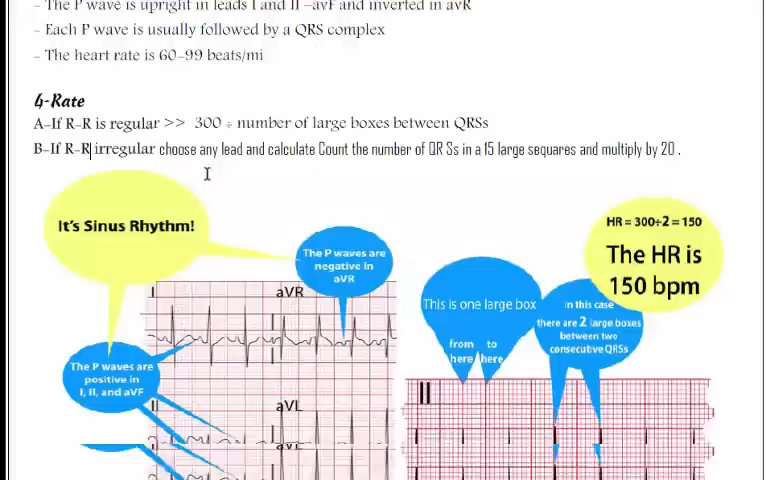 - The P wave is upright in leads I and II –avF and inverted in avR
- Each P wave is usually followed by a QRS complex
- The heart rate is 60-99 beats/mi
4-Rate
A-If R-R is regular >> 300 ÷ number of large boxes between QRSs
B-If R-R irregular choose any lead and calculate Count the number of QR Ss in a 15 large sequares and multiply by 20 .
It's Sinus Rhythm!
The P waves are
negative in
aVR
HR = 300÷2 = 150
The HR is
150 bpm
This is one large box
from to
here here
in this case
there are 2 large boxes
between two
consecutive QRSs
I
aVR
The P waves are
positive in
I, II, and aVF
II
aVL
II